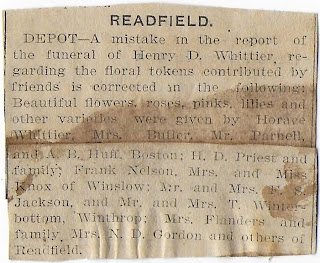 READFIELD.
DEPOT—A mistake in the report of
the funeral of Henry D. Whittier, re-
garding the floral tokens contributed by
friends is corrected in the following:
Beautiful flowers, roses, pinks, lilies and
other varieties were given by Horace
Whittier, Mrs. Butler, Mr. Parnell,
and A. B. Huff, Boston; H. D. Priest and
family; Frank Nelson, Mrs. and Miss
Knox of Winslow; Mr. and Mrs. S.
Jackson, and Mr. and Mrs. T. Winter-
bottom, Winthrop; Mrs. Flanders and
family, Mrs. N. D. Gordon and others of
Readfield.